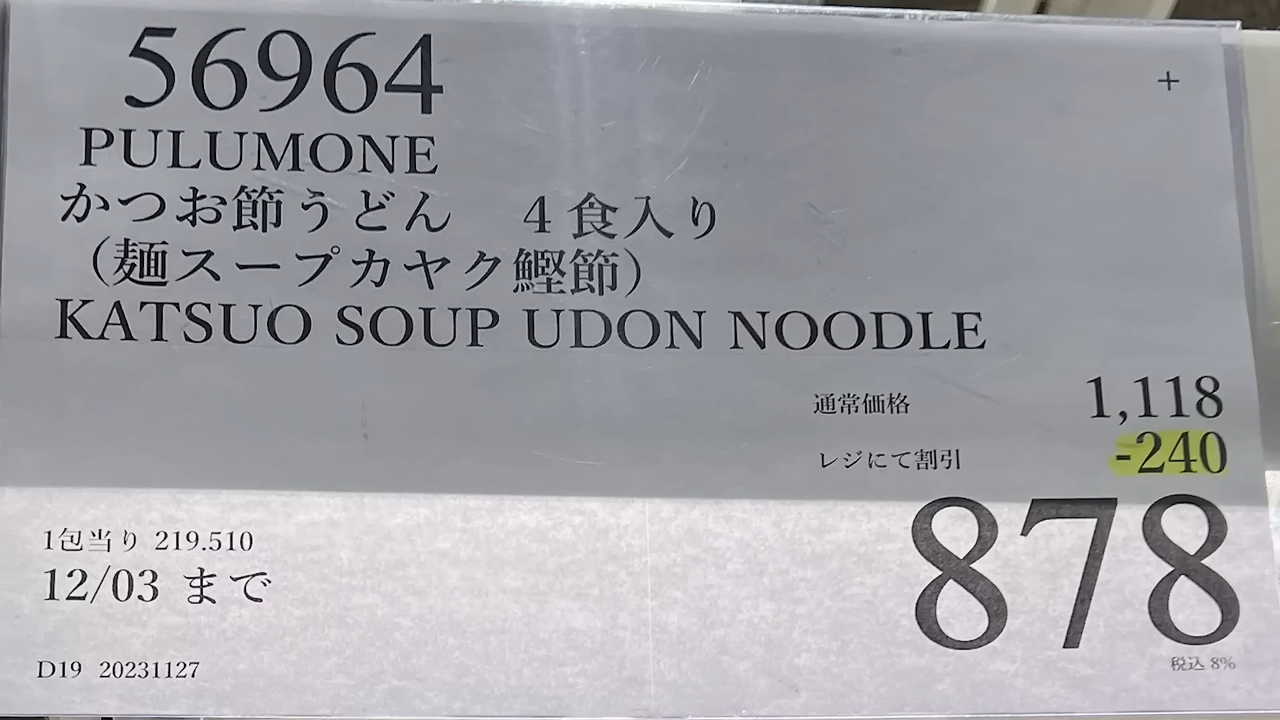 56964
+
PULUMONE
かつお節うどん　４食入り
（麺スープカヤク鰹節）
KATSUO SOUP UDON NOODLE
通常価格 1,118
レジにて割引 -240
878
税込 8%
1包当り 219.510
12/03 まで
D19 20231127